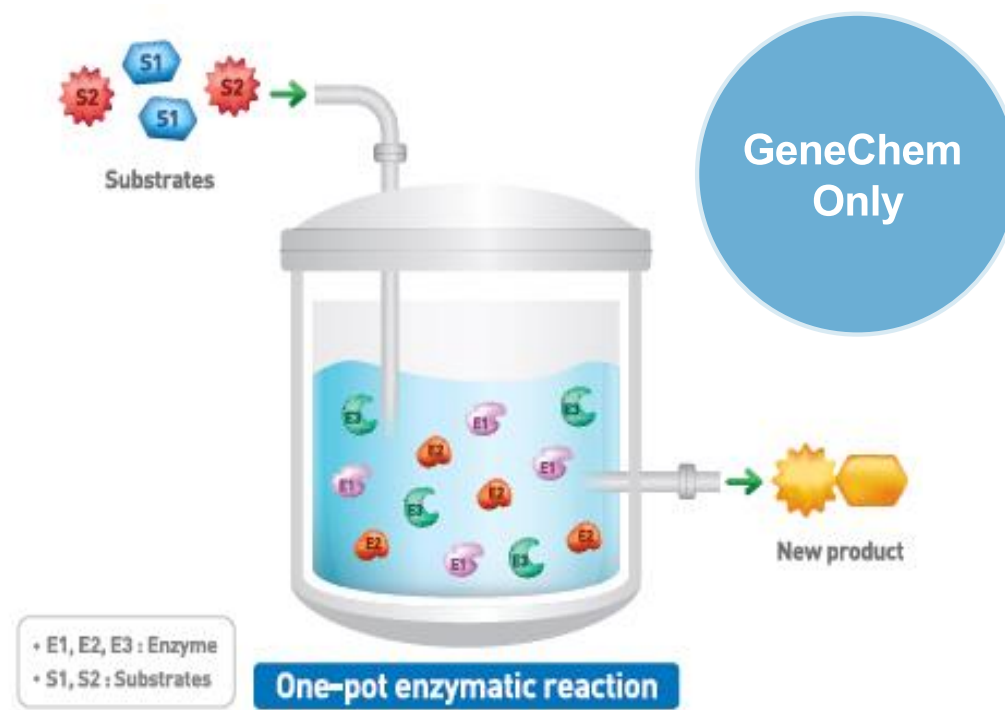 S1
S2
S2
S1
Substrates
GeneChem
Only
E3
E1
E3
E2
E1
E1
E2
E3
E2
E2
E1
E3
New product
• E1, E2, E3 : Enzyme
• S1, S2 : Substrates
One-pot enzymatic reaction